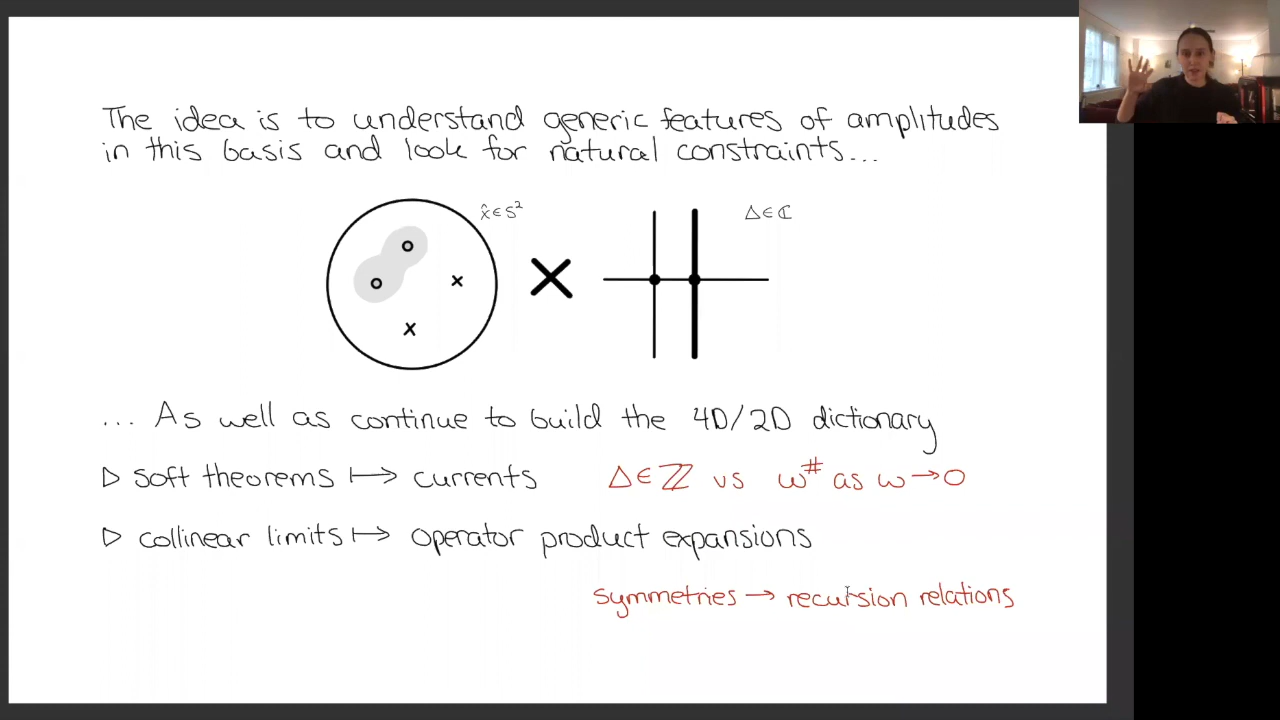 The idea is to understand generic features of amplitudes
in this basis and look for natural constraints...
x̂∈S²
Δ∈ℂ
... As well as continue to build the 4D/2D dictionary
▷ soft theorems ↦ currents Δ∈ℤ vs ω^# as ω→0
▷ collinear limits ↦ operator product expansions
symmetries → recursion relations